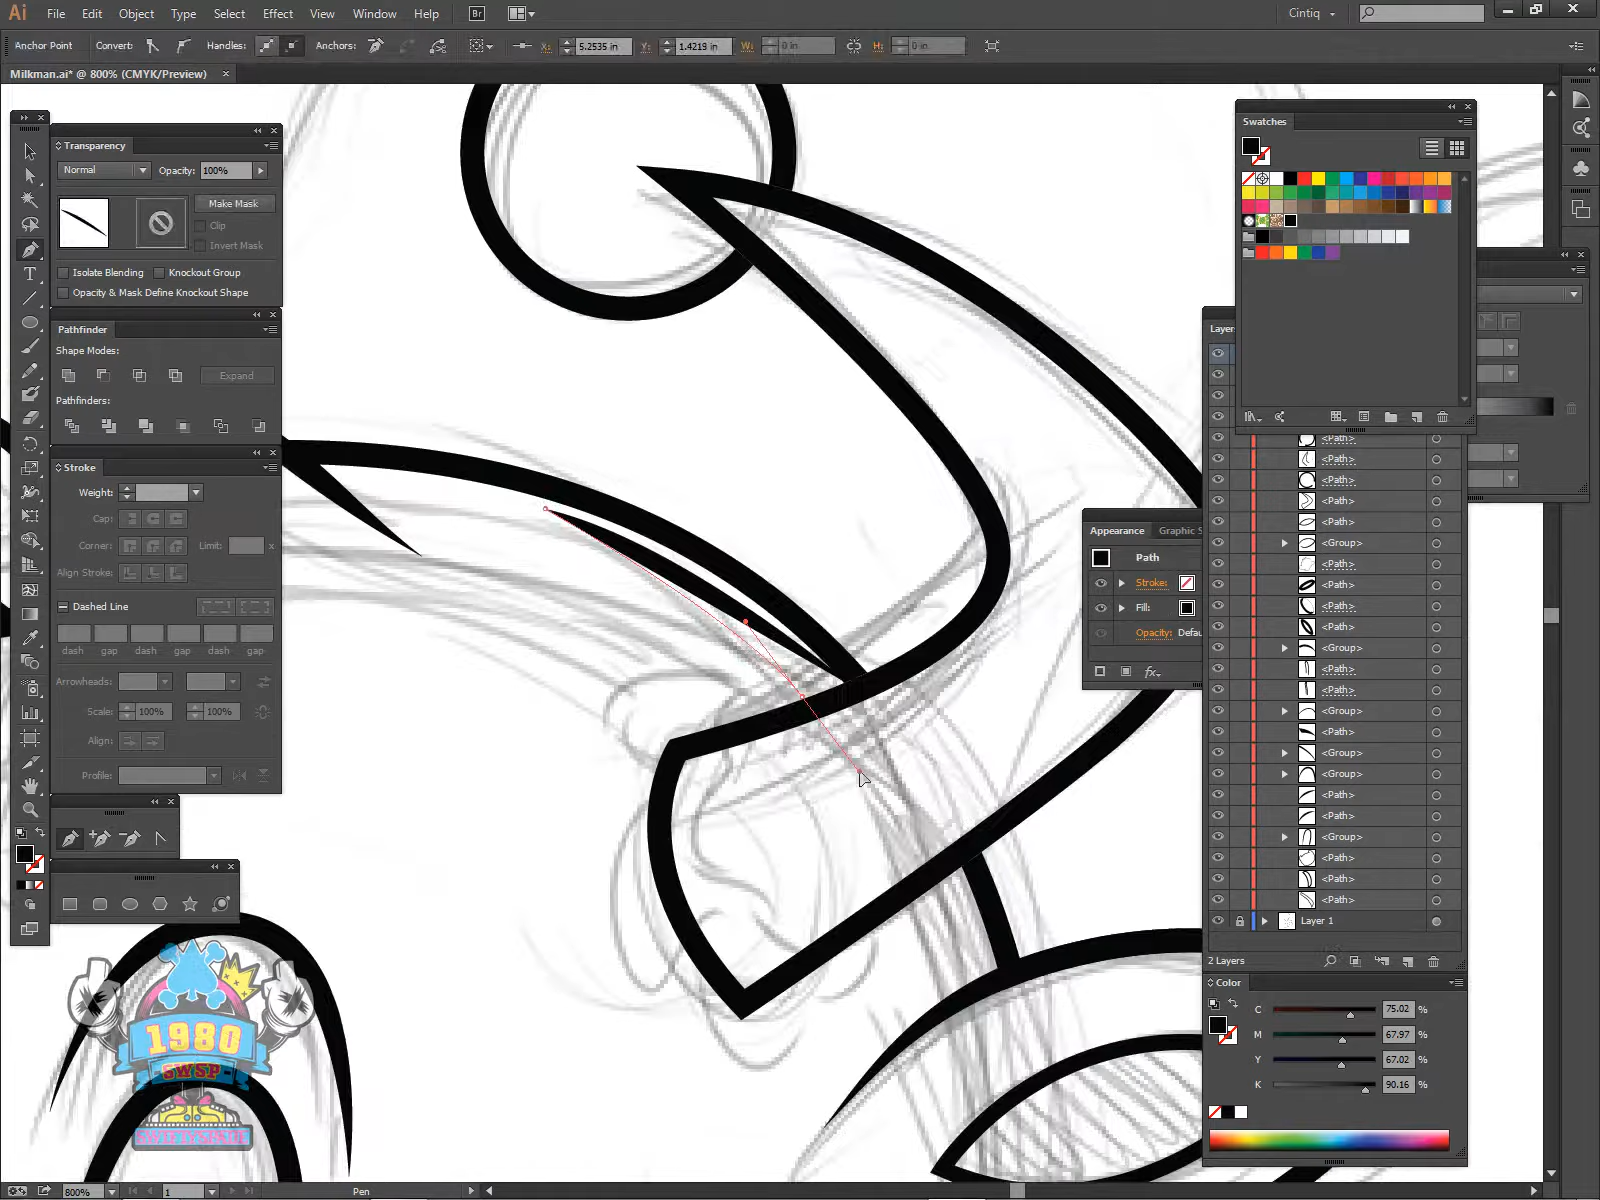 Ai File Edit Object Type Select Effect View Window Help Br Cintiq
Anchor Point Convert: Handles: Anchors: X: 5.2535 in Y: 1.4219 in W: 0 in H: 0 in
Milkman.ai* @ 800% (CMYK/Preview) ×
Transparency
Normal Opacity: 100%
Make Mask
Clip
Invert Mask
Isolate Blending Knockout Group
Opacity & Mask Define Knockout Shape
Pathfinder
Shape Modes:
Expand
Pathfinders:
Stroke
Weight:
Cap:
Corner: Limit: x
Align Stroke:
Dashed Line
dash gap dash gap dash gap
Arrowheads:
Scale: 100% 100%
Align:
Profile:
1980
SWSP
Swatches
Layers
<Path>
<Path>
<Path>
<Path>
<Path>
<Group>
<Path>
<Path>
<Path>
<Path>
<Group>
<Path>
<Path>
<Group>
<Path>
<Group>
<Group>
<Path>
<Path>
<Group>
<Path>
<Path>
<Path>
Layer 1
2 Layers
Appearance Graphic S
Path
Stroke:
Fill:
Opacity: Defau
fx
Color
C 75.02 %
M 67.97 %
Y 67.02 %
K 90.16 %
800% 1 Pen